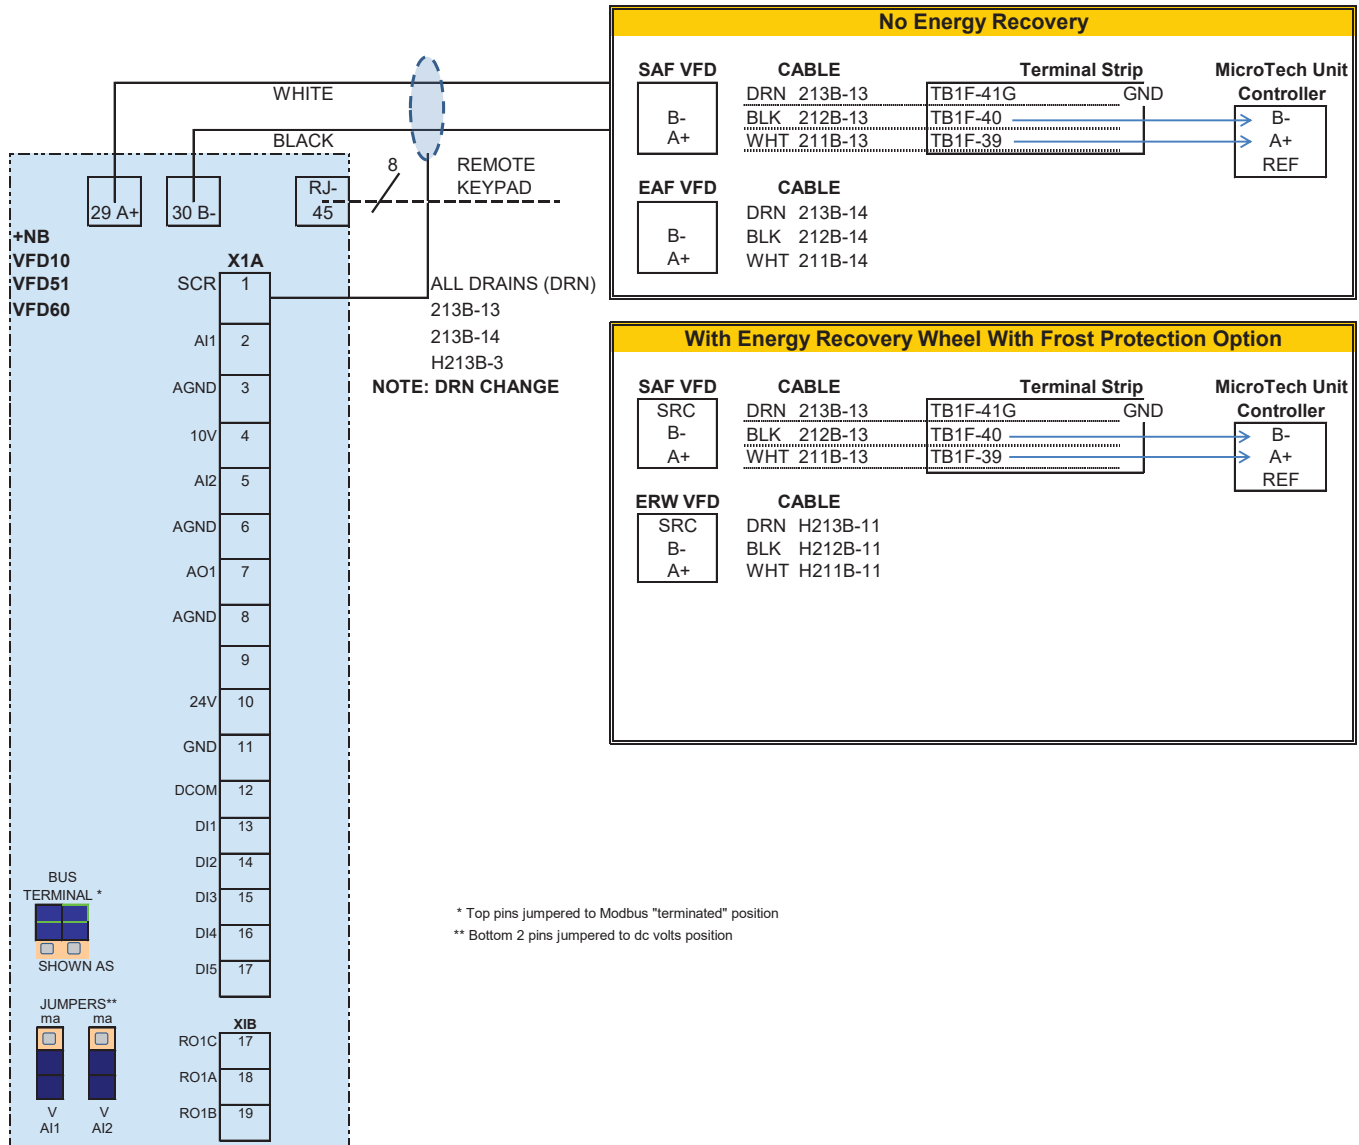 No Energy Recovery
SAF VFD CABLE Terminal Strip MicroTech Unit
Controller
DRN 213B-13 TB1F-41G GND
B- BLK 212B-13 TB1F-40 B-
A+ WHT 211B-13 TB1F-39 A+
REF
EAF VFD CABLE
DRN 213B-14
B- BLK 212B-14
A+ WHT 211B-14
With Energy Recovery Wheel With Frost Protection Option
SAF VFD CABLE Terminal Strip MicroTech Unit
Controller
SRC DRN 213B-13 TB1F-41G GND
B- BLK 212B-13 TB1F-40 B-
A+ WHT 211B-13 TB1F-39 A+
REF
ERW VFD CABLE
SRC DRN H213B-11
B- BLK H212B-11
A+ WHT H211B-11
WHITE
BLACK
8 REMOTE
KEYPAD
29 A+ 30 B- RJ-
45
+NB
VFD10
VFD51
VFD60
X1A
SCR 1
AI1 2
AGND 3
10V 4
AI2 5
AGND 6
AO1 7
AGND 8
9
24V 10
GND 11
DCOM 12
DI1 13
DI2 14
DI3 15
DI4 16
DI5 17
XIB
RO1C 17
RO1A 18
RO1B 19
ALL DRAINS (DRN)
213B-13
213B-14
H213B-3
NOTE: DRN CHANGE
BUS
TERMINAL *
SHOWN AS
JUMPERS**
ma ma
V V
AI1 AI2
* Top pins jumpered to Modbus "terminated" position
** Bottom 2 pins jumpered to dc volts position